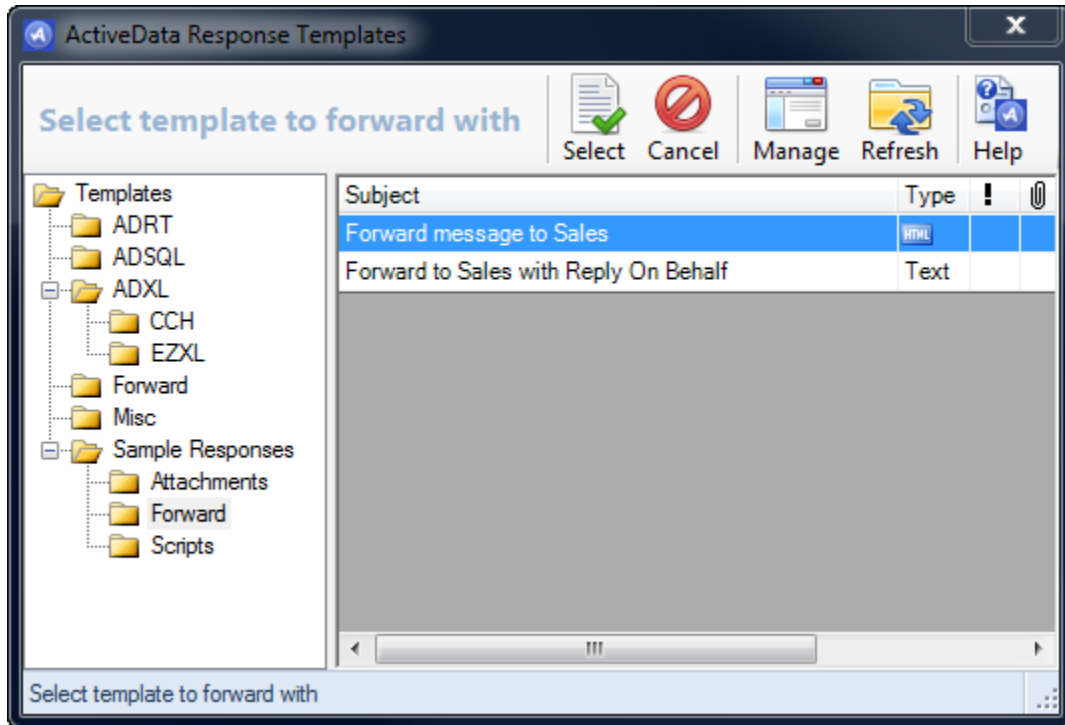 ActiveData Response Templates
Select template to forward with
Select Cancel Manage Refresh Help
Templates
ADRT
ADSQL
ADXL
CCH
EZXL
Forward
Misc
Sample Responses
Attachments
Forward
Scripts
Subject Type !
Forward message to Sales HTML
Forward to Sales with Reply On Behalf Text
Select template to forward with